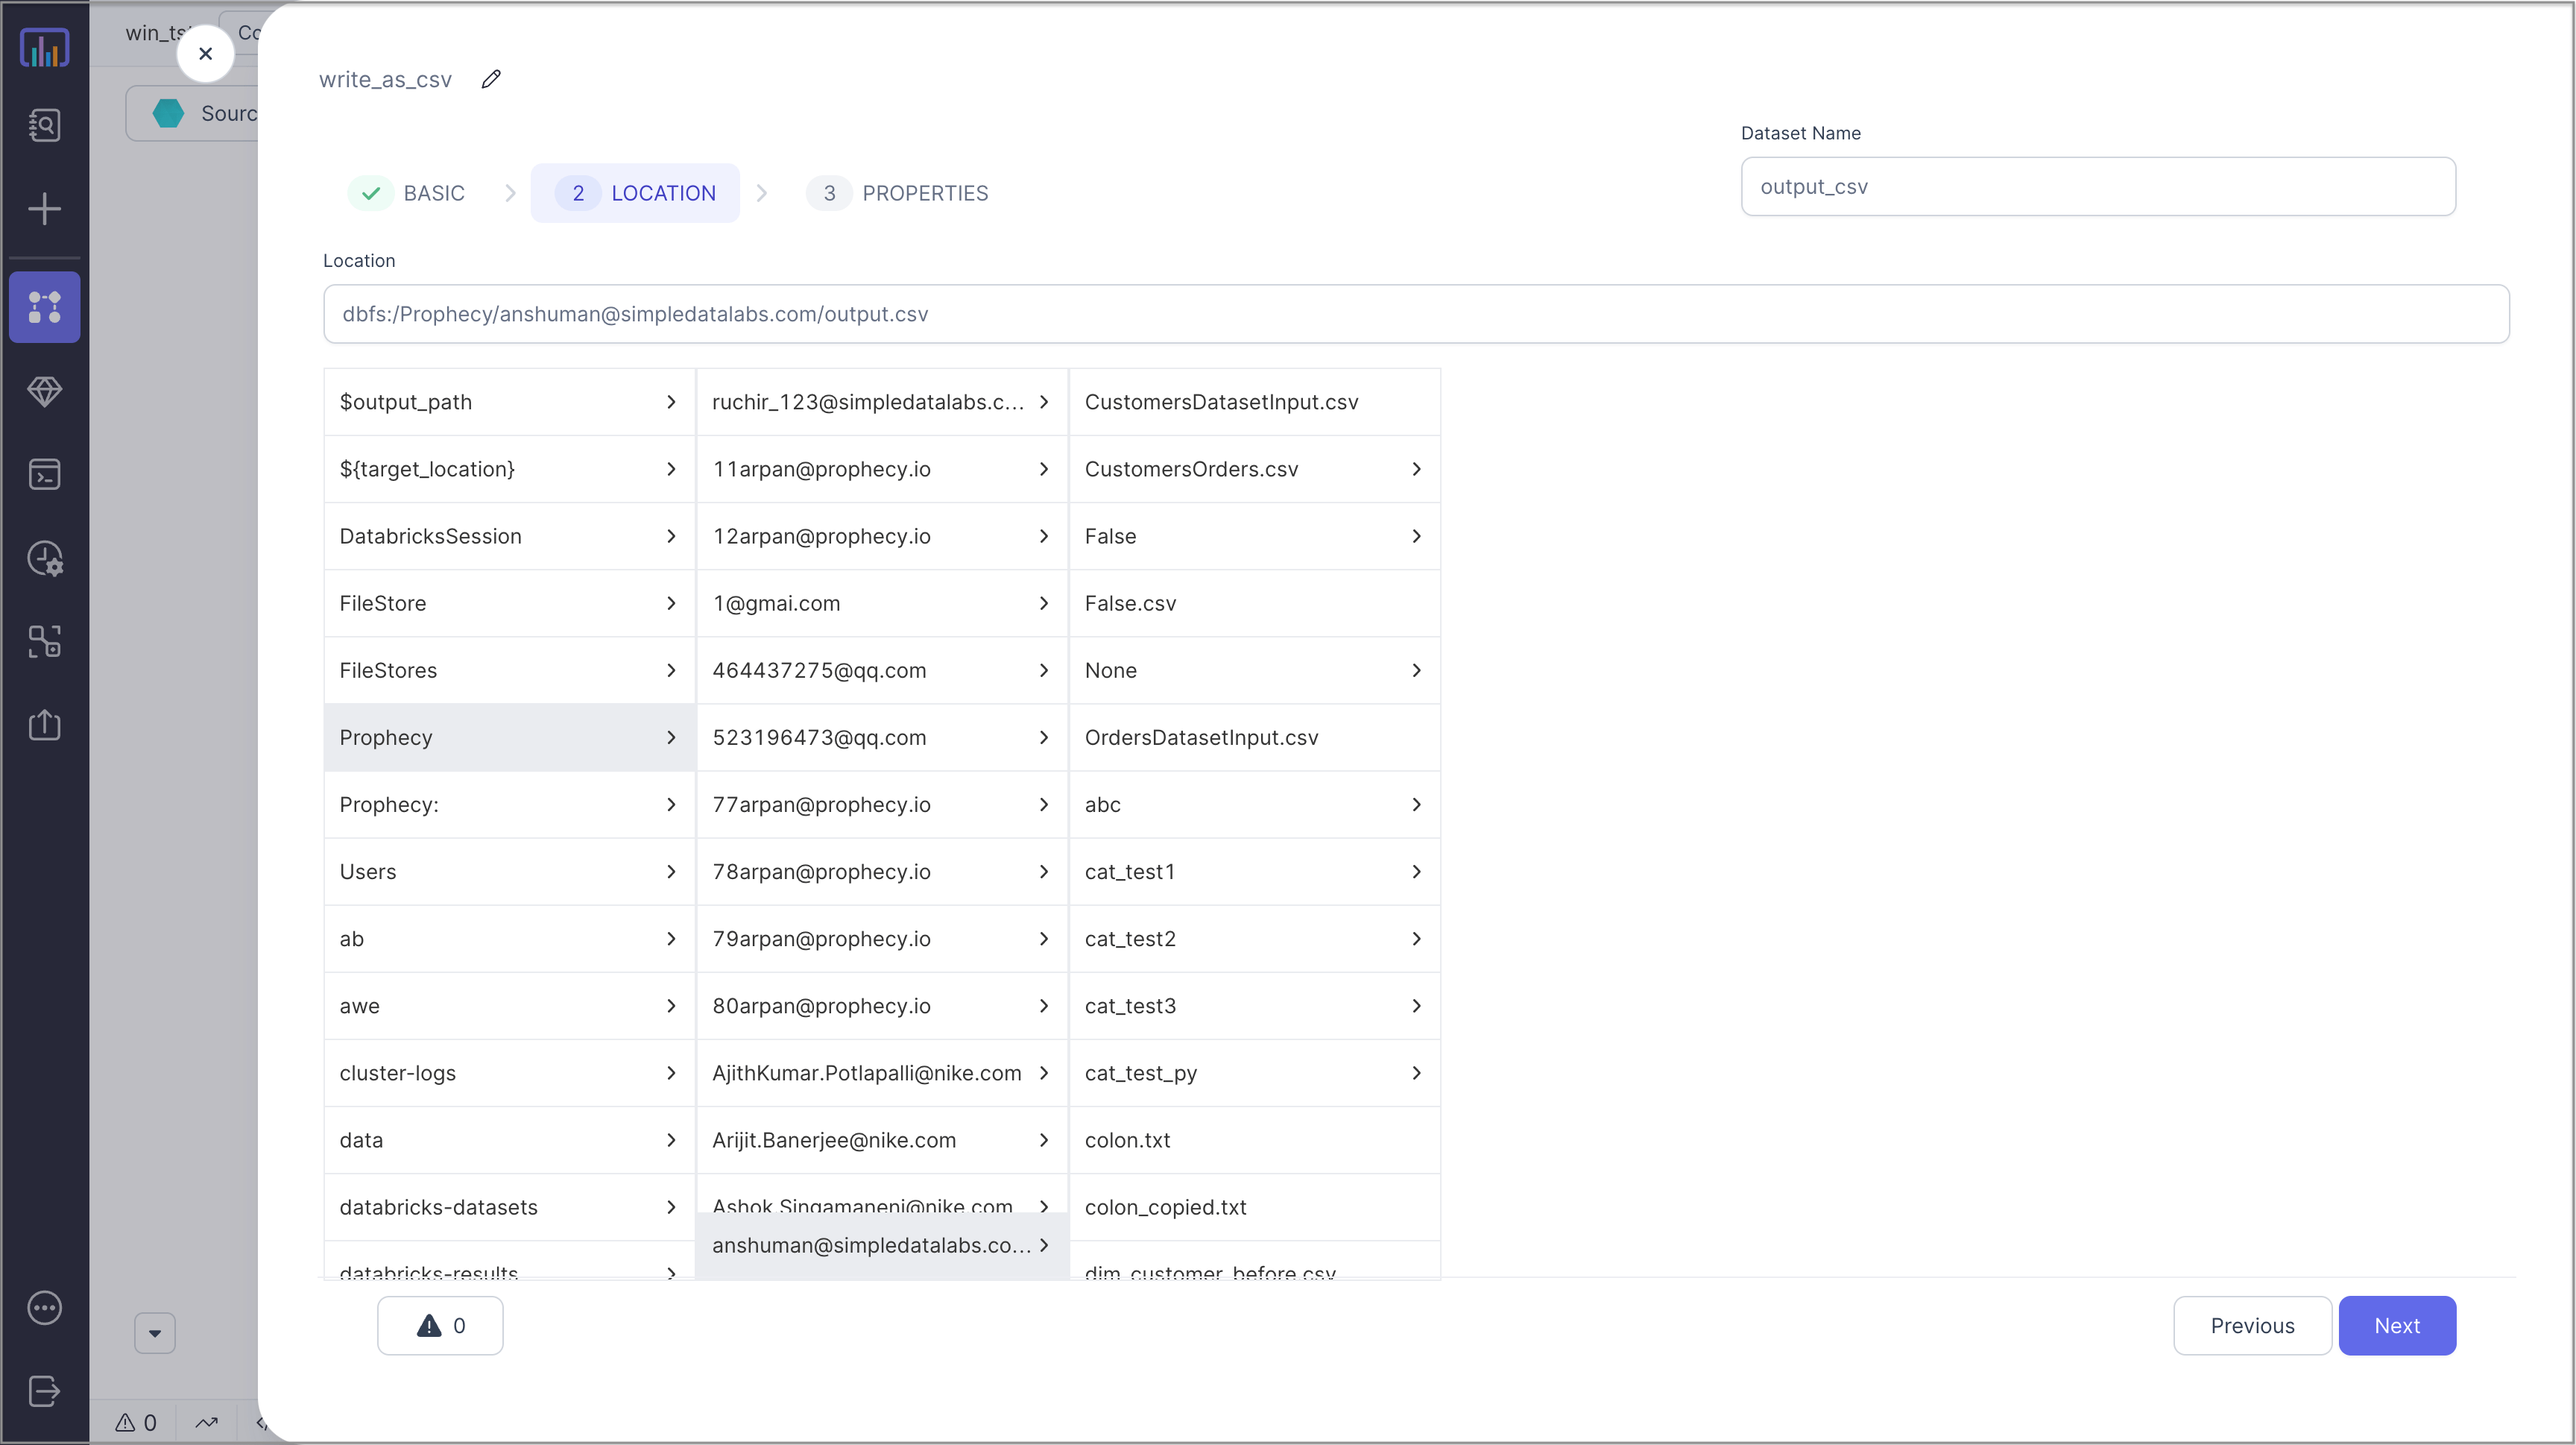 win_ts
Co
write_as_csv
Sourc
Dataset Name
output_csv
BASIC
2 LOCATION
3 PROPERTIES
Location
dbfs:/Prophecy/anshuman@simpledatalabs.com/output.csv
$output_path
ruchir_123@simpledatalabs.c...
CustomersDatasetInput.csv
${target_location}
11arpan@prophecy.io
CustomersOrders.csv
DatabricksSession
12arpan@prophecy.io
False
FileStore
1@gmai.com
False.csv
FileStores
464437275@qq.com
None
Prophecy
523196473@qq.com
OrdersDatasetInput.csv
Prophecy:
77arpan@prophecy.io
abc
Users
78arpan@prophecy.io
cat_test1
ab
79arpan@prophecy.io
cat_test2
awe
80arpan@prophecy.io
cat_test3
cluster-logs
AjithKumar.Potlapalli@nike.com
cat_test_py
data
Arijit.Banerjee@nike.com
colon.txt
databricks-datasets
Ashok.Singamaneni@nike.com
colon_copied.txt
anshuman@simpledatalabs.co...
databricks-results
dim_customer_before.csv
0
Previous
Next
0